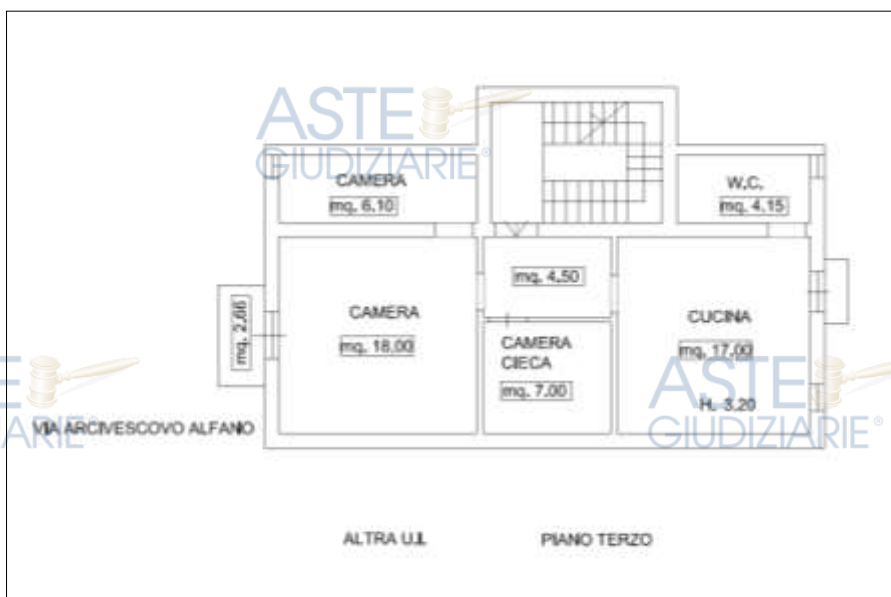 ASTE
GIUDIZIARIE®
CAMERA
mq. 6.10
W.C.
mq. 4.15
mq. 4.50
mq. 2.66
CAMERA
mq. 18.00
CAMERA
CIECA
mq. 7.00
CUCINA
mq. 17.00
H. 3.20
ASTE
GIUDIZIARIE®
E
ARIE®
VIA ARCIVESCOVO ALFANO
ALTRA U.I.
PIANO TERZO